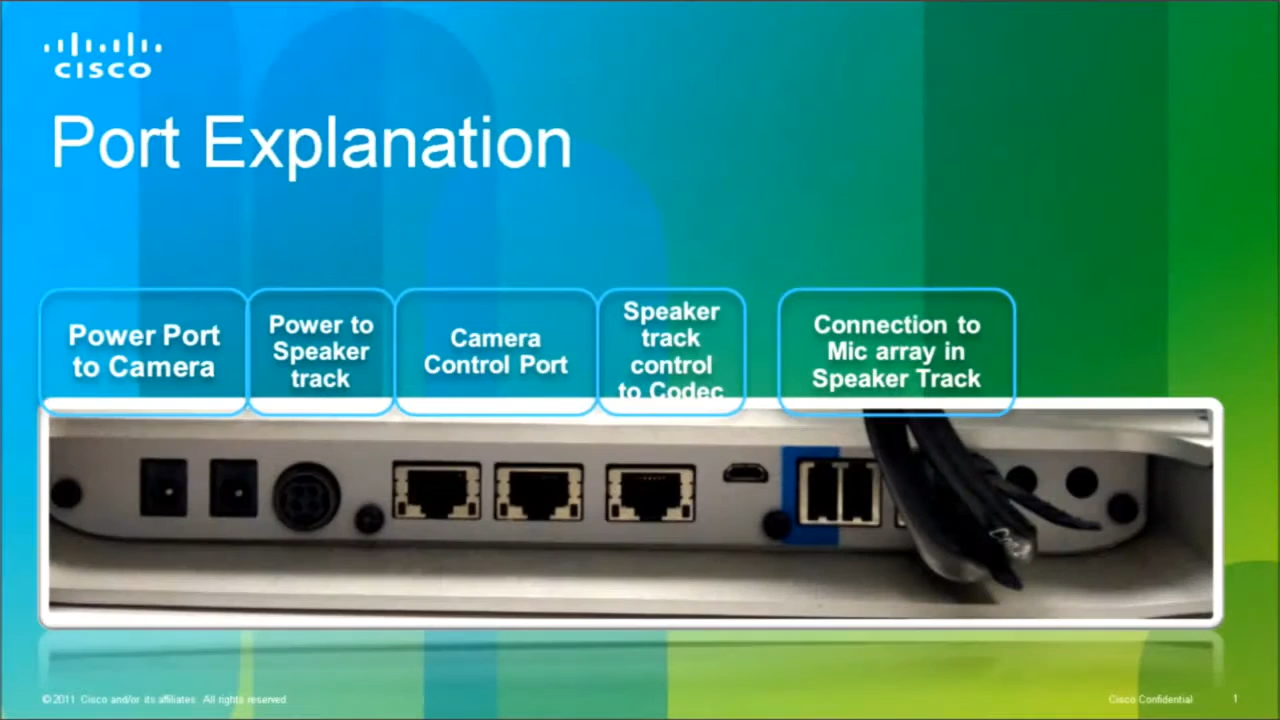 CISCO
Port Explanation
Power Port
to Camera
Power to
Speaker
track
Camera
Control Port
Speaker
track
control
to Codec
Connection to
Mic array in
Speaker Track
©2011 Cisco and/or its affiliates. All rights reserved.
Cisco Confidential
1